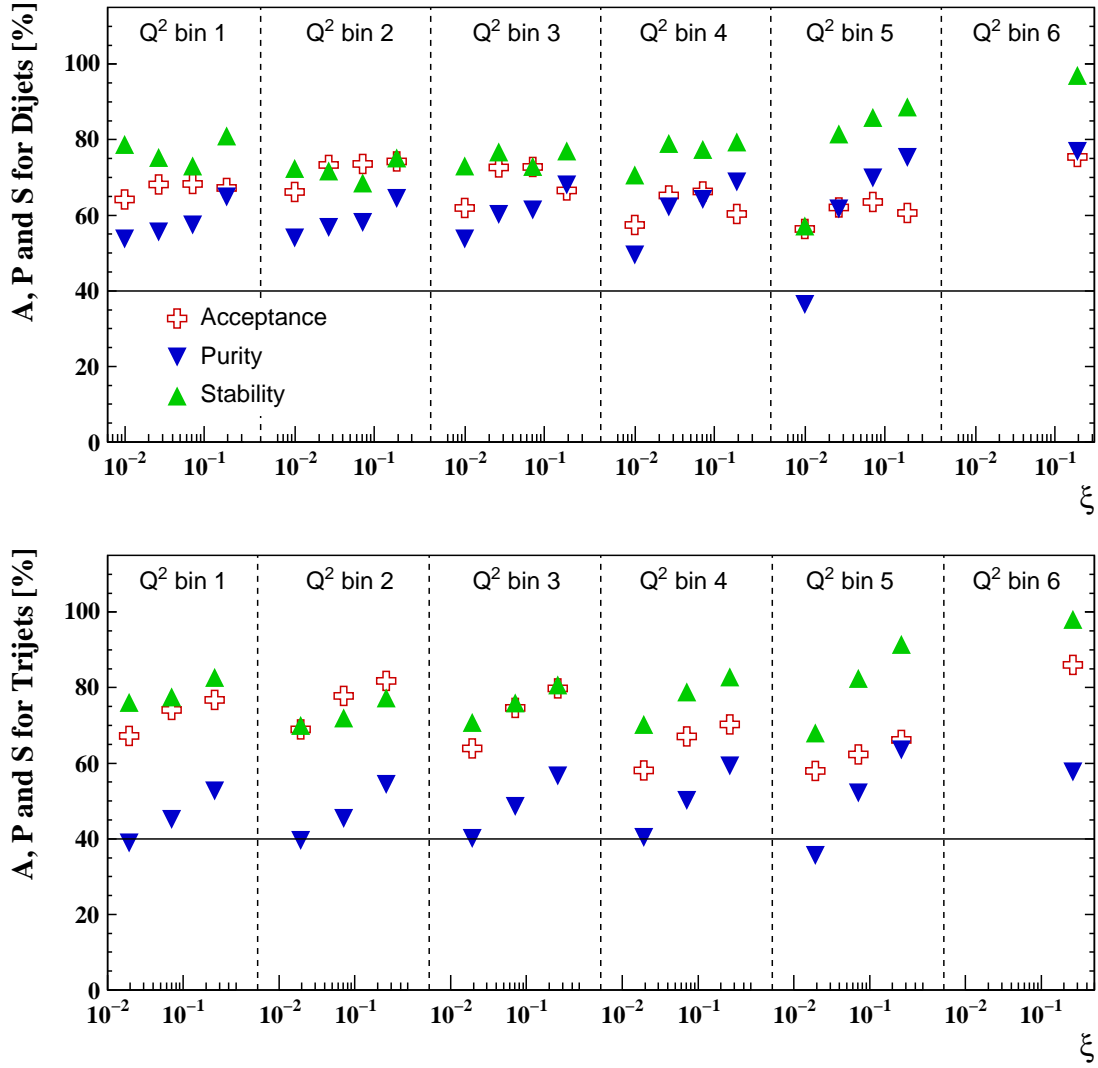 A, P and S for Dijets [%]
Q² bin 1 Q² bin 2 Q² bin 3 Q² bin 4 Q² bin 5 Q² bin 6
100
80
60
40
20
0
Acceptance
Purity
Stability
10⁻² 10⁻¹ 10⁻² 10⁻¹ 10⁻² 10⁻¹ 10⁻² 10⁻¹ 10⁻² 10⁻¹ 10⁻² 10⁻¹
ξ
A, P and S for Trijets [%]
Q² bin 1 Q² bin 2 Q² bin 3 Q² bin 4 Q² bin 5 Q² bin 6
100
80
60
40
20
0
10⁻² 10⁻¹ 10⁻² 10⁻¹ 10⁻² 10⁻¹ 10⁻² 10⁻¹ 10⁻² 10⁻¹ 10⁻² 10⁻¹
ξ